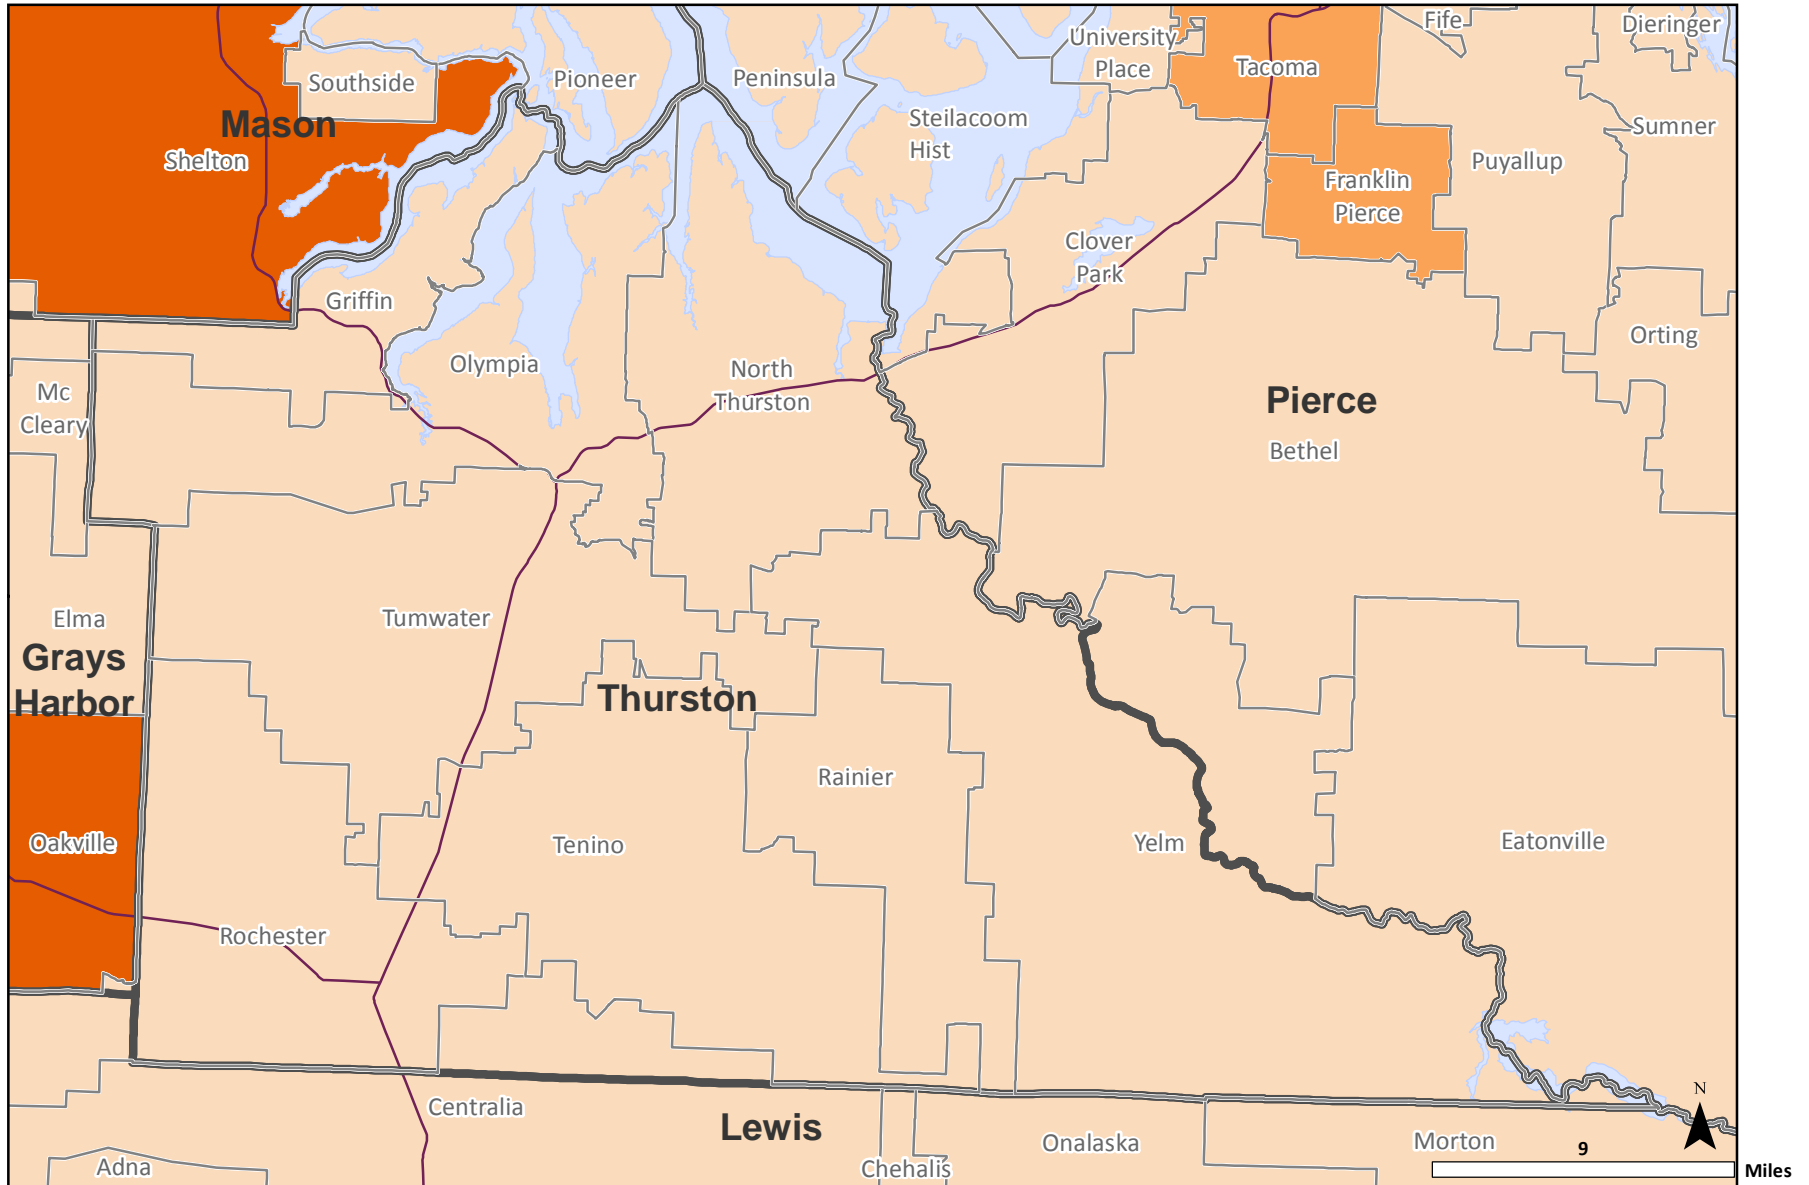 Fife
Dieringer
University
Place
Tacoma
Southside
Pioneer
Peninsula
Steilacoom
Hist
Mason
Shelton
Sumner
Puyallup
Franklin
Pierce
Clover
Park
Griffin
Orting
Olympia
North
Thurston
Mc
Cleary
Pierce
Bethel
Elma
Tumwater
Grays
Harbor
Thurston
Rainier
Oakville
Tenino
Yelm
Eatonville
Rochester
Centralia
Lewis
Onalaska
Morton
Adna
Chehalis
N
9
Miles